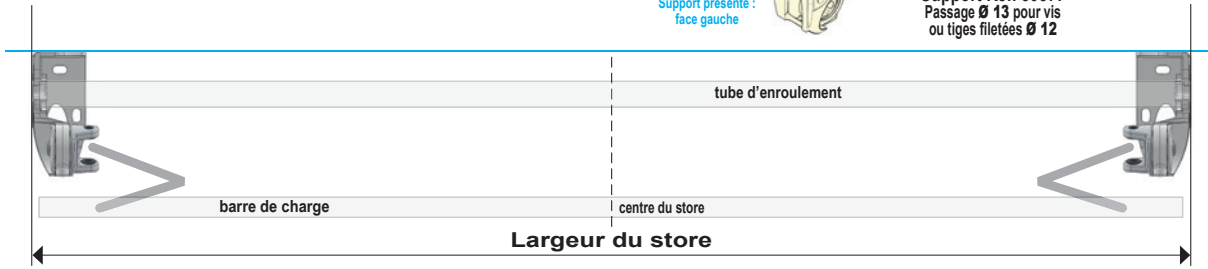 Support présenté :
face gauche
Passage Ø 13 pour vis
ou tiges filetées Ø 12
tube d'enroulement
barre de charge
centre du store
Largeur du store